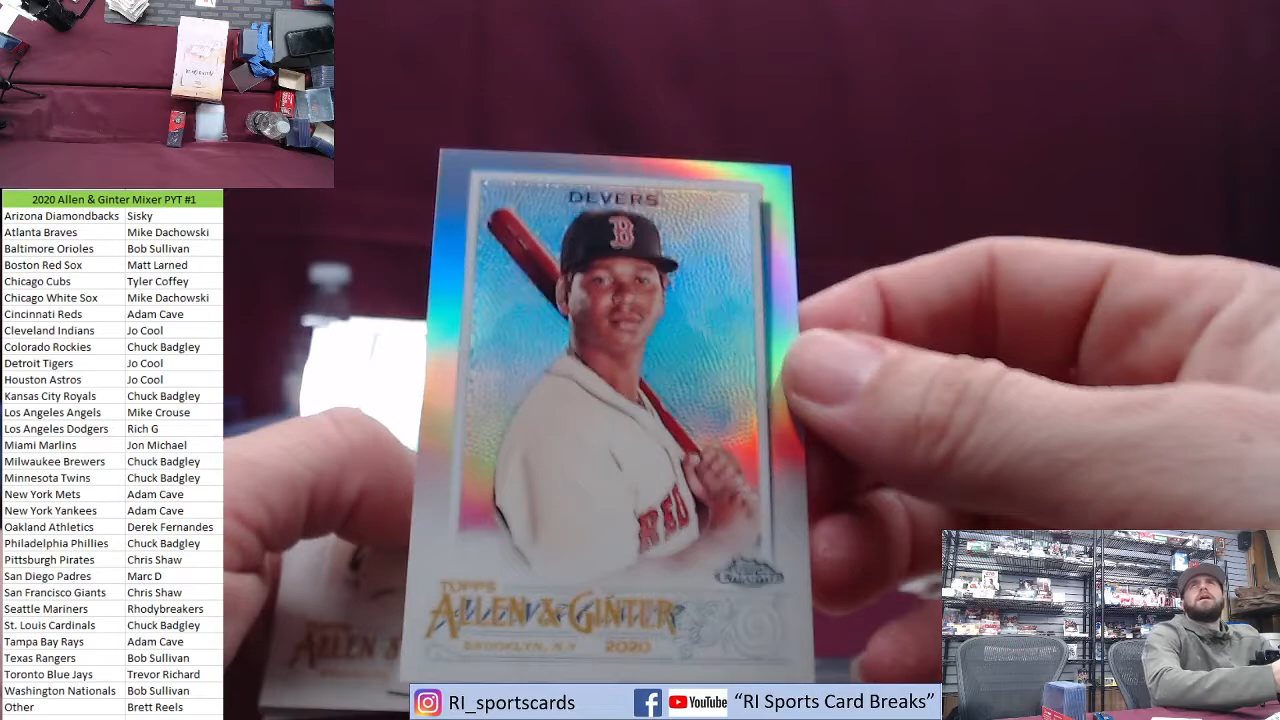 2020 Allen & Ginter Mixer PYT #1
Arizona Diamondbacks Sisky
Atlanta Braves Mike Dachowski
Baltimore Orioles Bob Sullivan
Boston Red Sox Matt Larned
Chicago Cubs Tyler Coffey
Chicago White Sox Mike Dachowski
Cincinnati Reds Adam Cave
Cleveland Indians Jo Cool
Colorado Rockies Chuck Badgley
Detroit Tigers Jo Cool
Houston Astros Jo Cool
Kansas City Royals Chuck Badgley
Los Angeles Angels Mike Crouse
Los Angeles Dodgers Rich G
Miami Marlins Jon Michael
Milwaukee Brewers Chuck Badgley
Minnesota Twins Chuck Badgley
New York Mets Adam Cave
New York Yankees Adam Cave
Oakland Athletics Derek Fernandes
Philadelphia Phillies Chuck Badgley
Pittsburgh Pirates Chris Shaw
San Diego Padres Marc D
San Francisco Giants Chris Shaw
Seattle Mariners Rhodybreakers
St. Louis Cardinals Chuck Badgley
Tampa Bay Rays Adam Cave
Texas Rangers Bob Sullivan
Toronto Blue Jays Trevor Richard
Washington Nationals Bob Sullivan
Other Brett Reels
DEVERS
B
RED
TOPPS
ALLEN & GINTER
BROOKLYN, N.Y. 2020
RI_sportscards
YouTube "RI Sports Card Breaks"